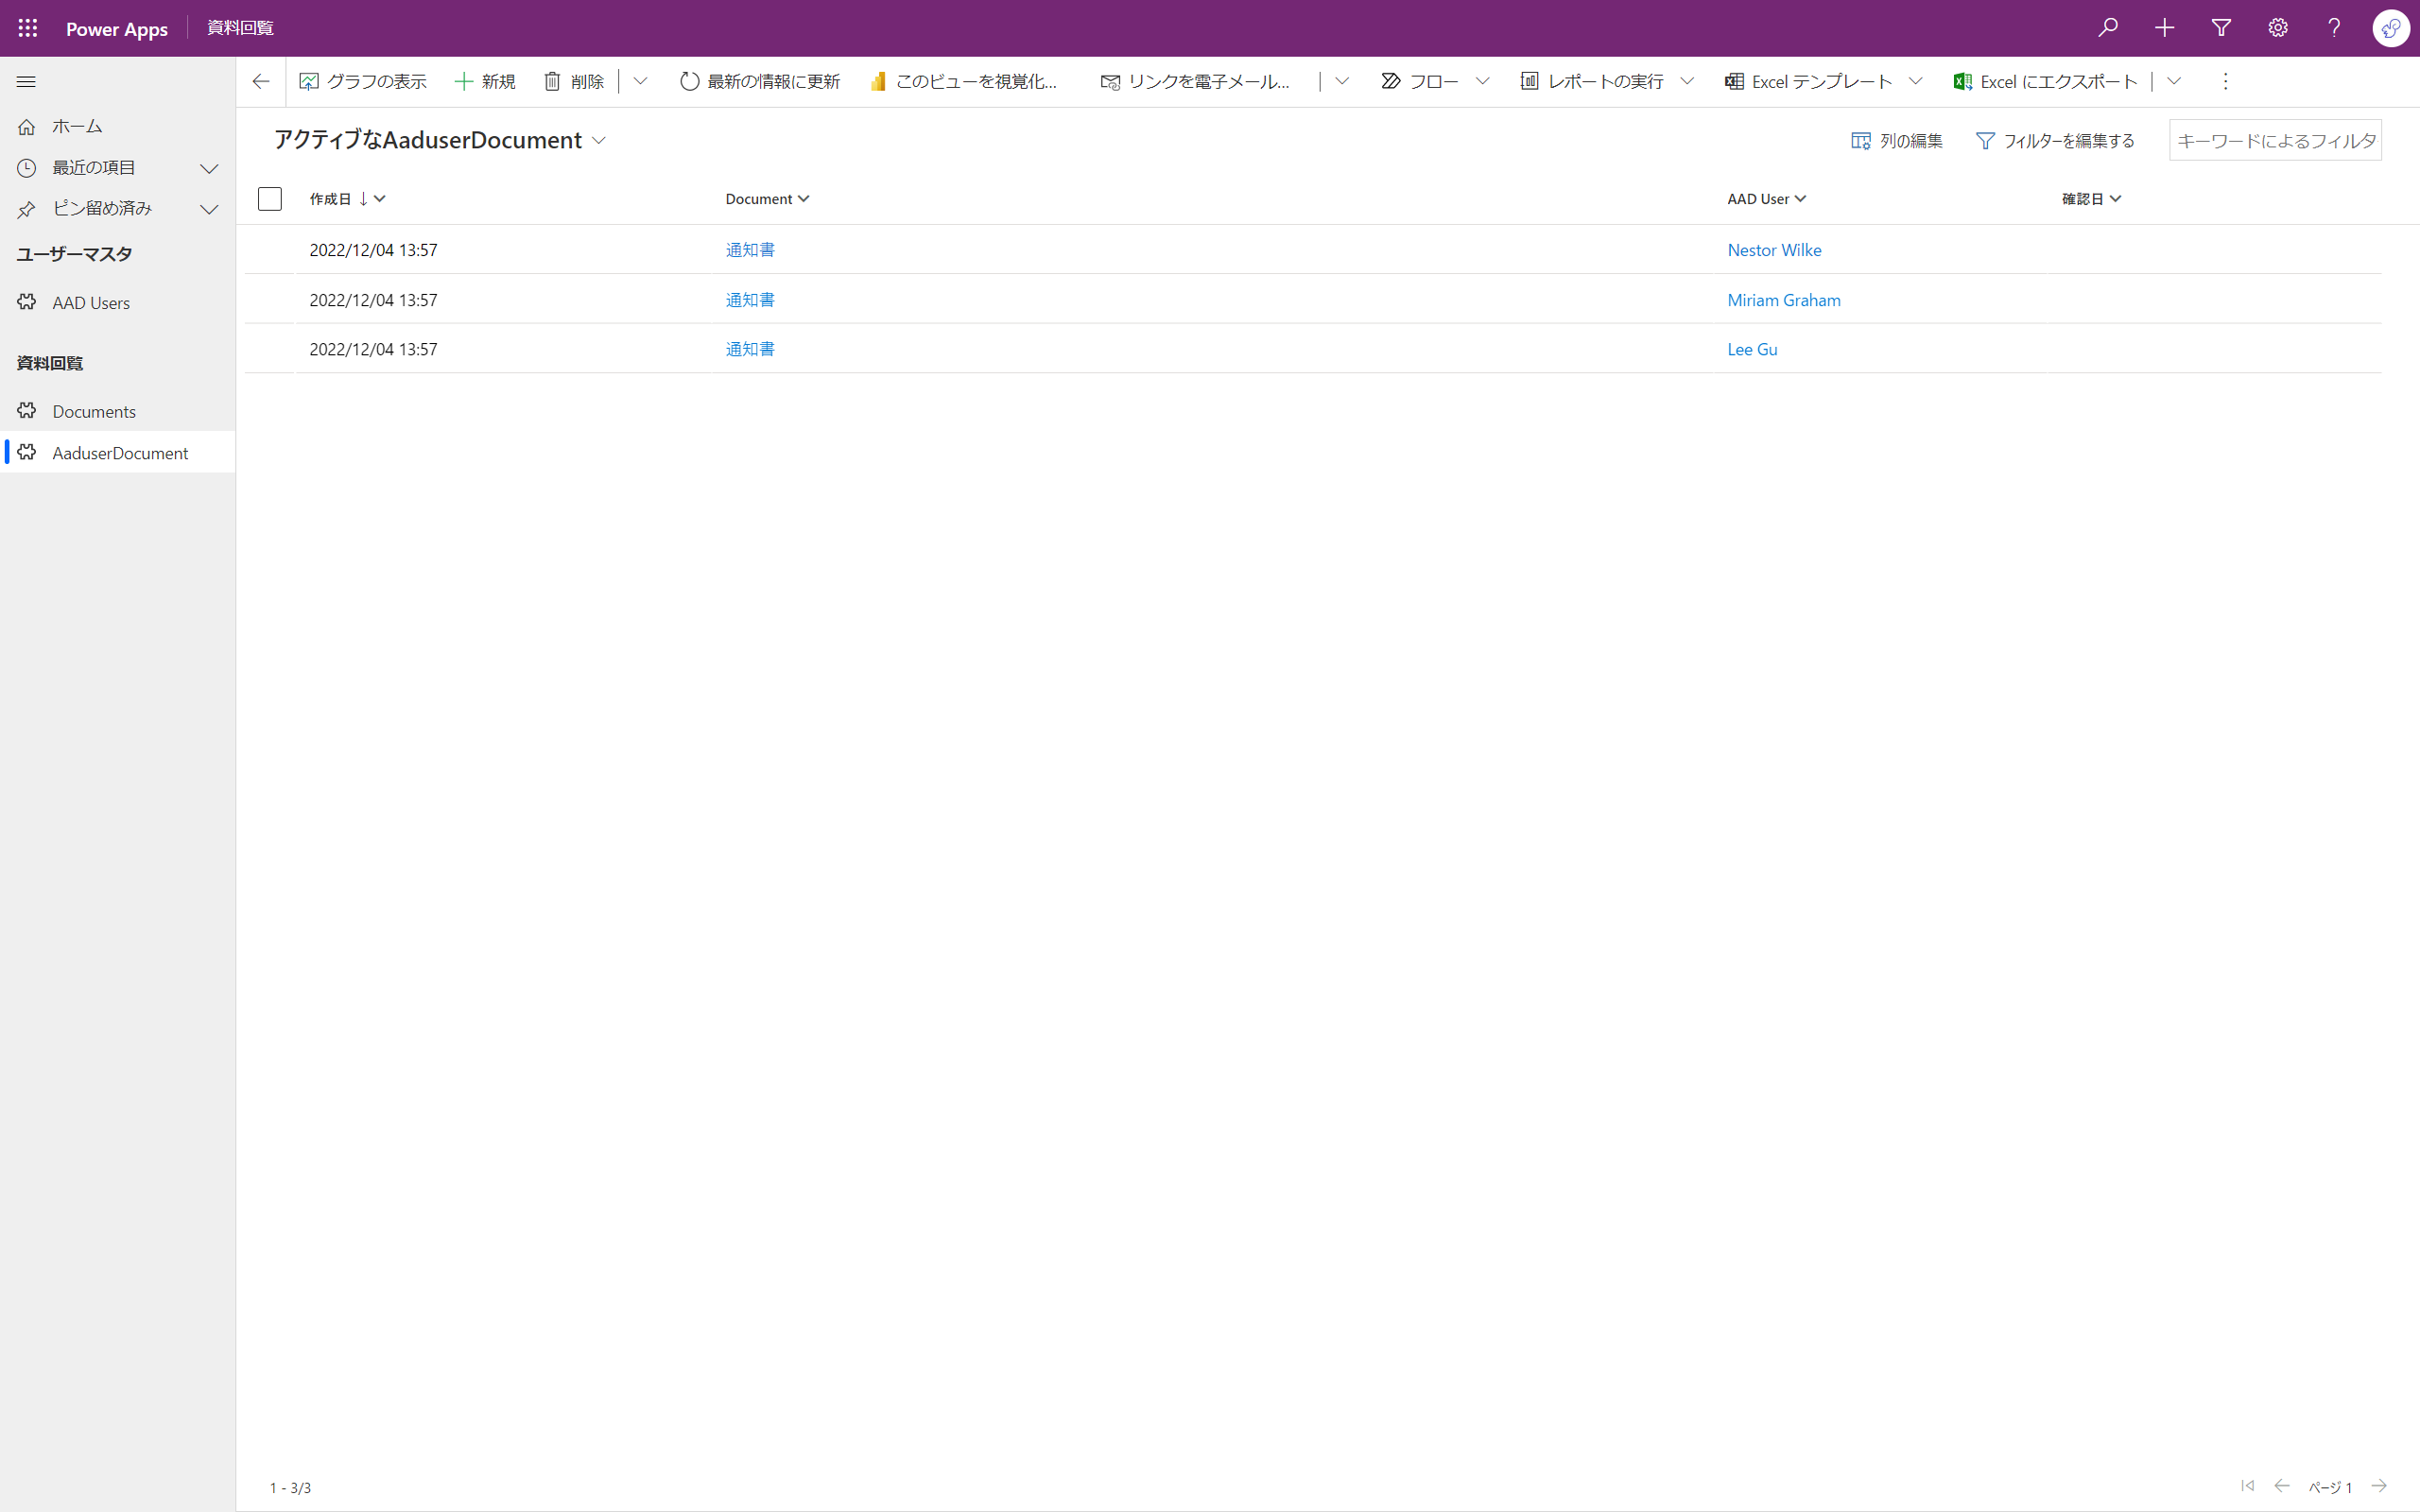 Power Apps 資料回覧
グラフの表示 新規 削除 最新の情報に更新 このビューを視覚化... リンクを電子メール... フロー レポートの実行 Excel テンプレート Excel にエクスポート
ホーム
最近の項目
ピン留め済み
ユーザーマスタ
AAD Users
資料回覧
Documents
AaduserDocument
アクティブなAaduserDocument 列の編集 フィルターを編集する キーワードによるフィルタ
作成日 Document AAD User 確認日
2022/12/04 13:57 通知書 Nestor Wilke
2022/12/04 13:57 通知書 Miriam Graham
2022/12/04 13:57 通知書 Lee Gu
1 - 3/3 ページ 1